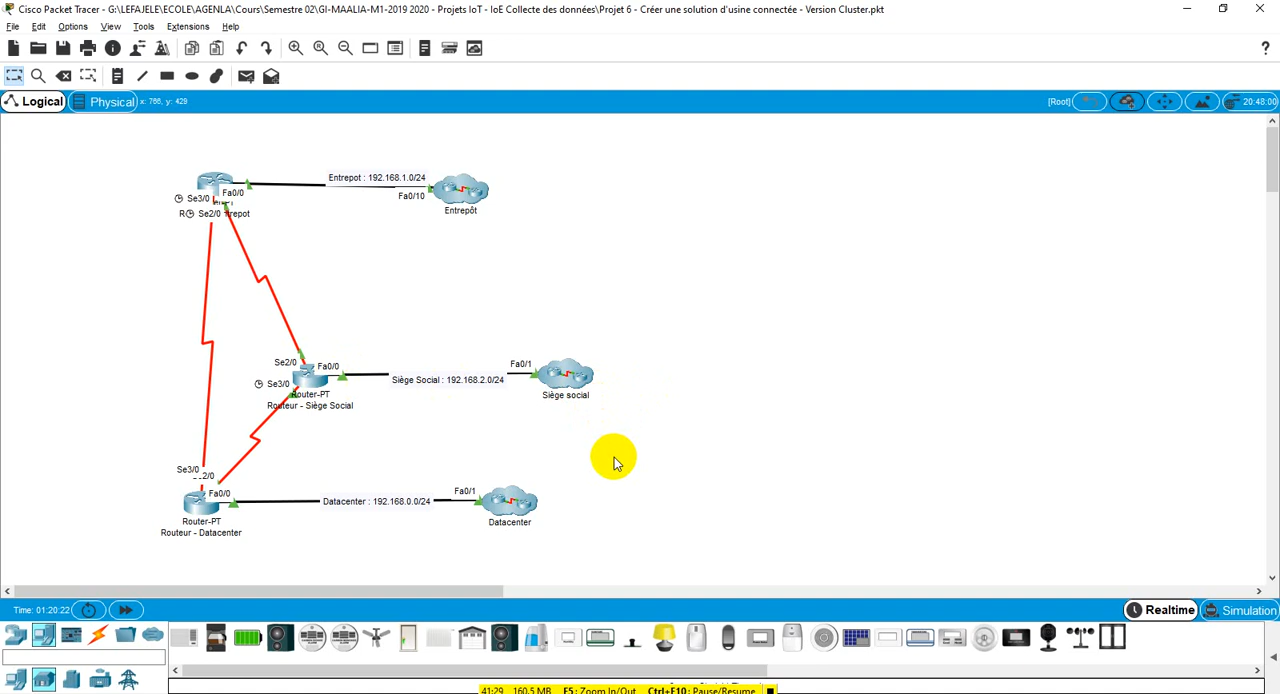 Cisco Packet Tracer - G:\LEFAJELE\ECOLE\AGENLA\Cours\Semestre 02\GI-MAALIA-M1-2019 2020 - Projets IoT - IoE Collecte des données\Projet 6 - Créer une solution d'usine connectée - Version Cluster.pkt
File Edit Options View Tools Extensions Help
Logical Physical x: 766, y: 429 [Root] 20:48:00
Entrepot : 192.168.1.0/24
Fa0/0
Se3/0
Fa0/10
Se2/0
Entrepôt
Se2/0
Fa0/0
Fa0/1
Se3/0
Siège Social : 192.168.2.0/24
Router-PT
Siège social
Routeur - Siège Social
Se3/0
Fa0/0
Fa0/1
Datacenter : 192.168.0.0/24
Router-PT
Datacenter
Routeur - Datacenter
Time: 01:20:22 Realtime Simulation
41:29 160.5 MB F5: Zoom In/Out Ctrl+F10: Pause/Resume